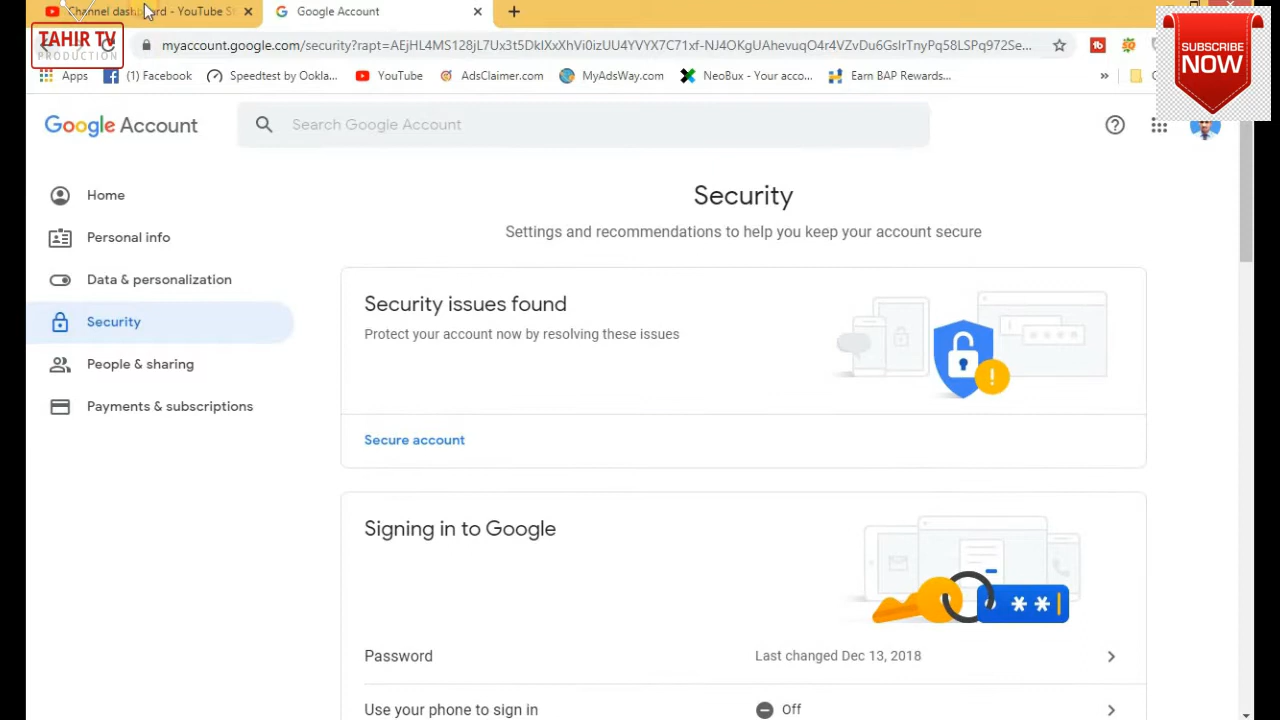 Channel dashboard - YouTube St
Google Account
TAHIR TV
PRODUCTION
myaccount.google.com/security?rapt=AEjHL4MS128jL7Ux3t5DkIXxXhVi0izUU4YVYX7C71xf-NJ4OKRUAhevwO4r4VZvDu6GsIrTnyPq58LSPq972Se...
SUBSCRIBE
NOW
Apps
(1) Facebook
Speedtest by Ookla...
YouTube
AdsClaimer.com
MyAdsWay.com
NeoBux - Your acco...
Earn BAP Rewards...
»
Google Account
Search Google Account
Home
Personal info
Data & personalization
Security
People & sharing
Payments & subscriptions
Security
Settings and recommendations to help you keep your account secure
Security issues found
Protect your account now by resolving these issues
Secure account
Signing in to Google
Password
Last changed Dec 13, 2018
Use your phone to sign in
Off